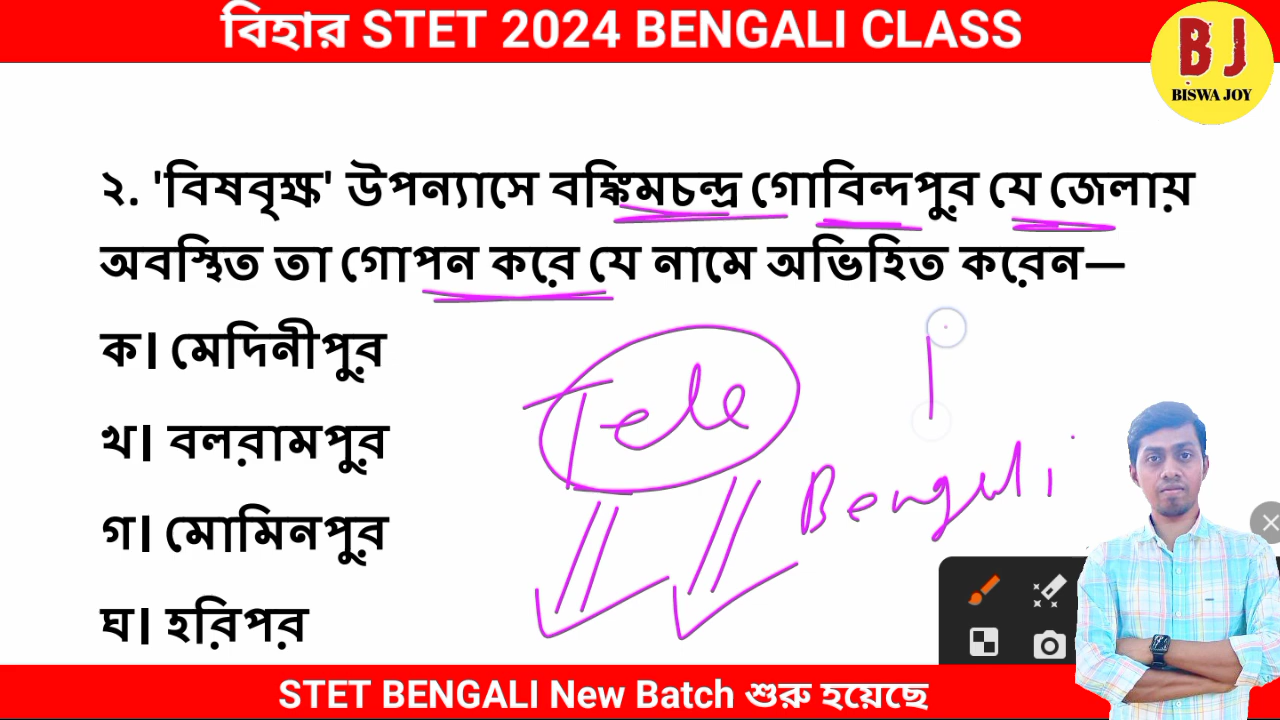 বিহার STET 2024 BENGALI CLASS
BJ
BISWA JOY
২. 'বিষবৃক্ষ' উপন্যাসে বঙ্কিমচন্দ্র গোবিন্দপুর যে জেলায়
অবস্থিত তা গোপন করে যে নামে অভিহিত করেন—
ক। মেদিনীপুর
খ। বলরামপুর
গ। মোমিনপুর
ঘ। হরিপর
Tele
Bengali
STET BENGALI New Batch শুরু হয়েছে